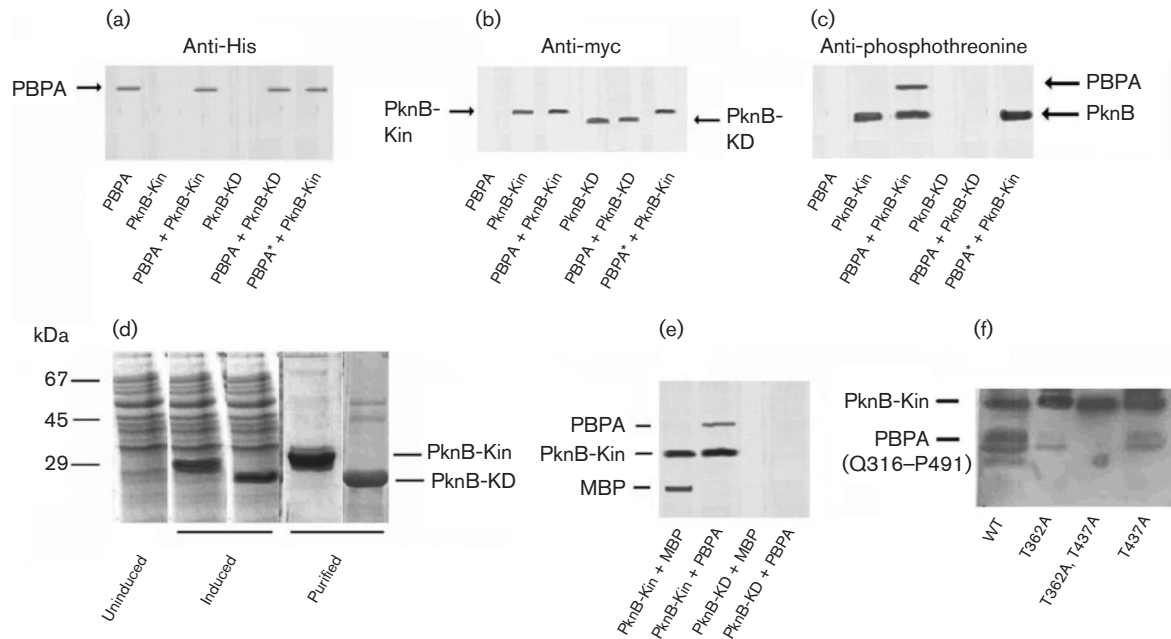 (a)
Anti-His
PBPA
PBPA
PknB-Kin
PBPA + PknB-Kin
PknB-KD
PBPA + PknB-KD
PBPA* + PknB-Kin
(b)
Anti-myc
PknB-
Kin
PknB-
KD
PBPA
PknB-Kin
PBPA + PknB-Kin
PknB-KD
PBPA + PknB-KD
PBPA* + PknB-Kin
(c)
Anti-phosphothreonine
PBPA
PknB
PBPA
PknB-Kin
PBPA + PknB-Kin
PknB-KD
PBPA + PknB-KD
PBPA* + PknB-Kin
(d)
kDa
67
45
29
PknB-Kin
PknB-KD
Uninduced
Induced
Purified
(e)
PBPA
PknB-Kin
MBP
PknB-Kin + MBP
PknB-Kin + PBPA
PknB-KD + MBP
PknB-KD + PBPA
(f)
PknB-Kin
PBPA
(Q316–P491)
WT
T362A
T362A, T437A
T437A